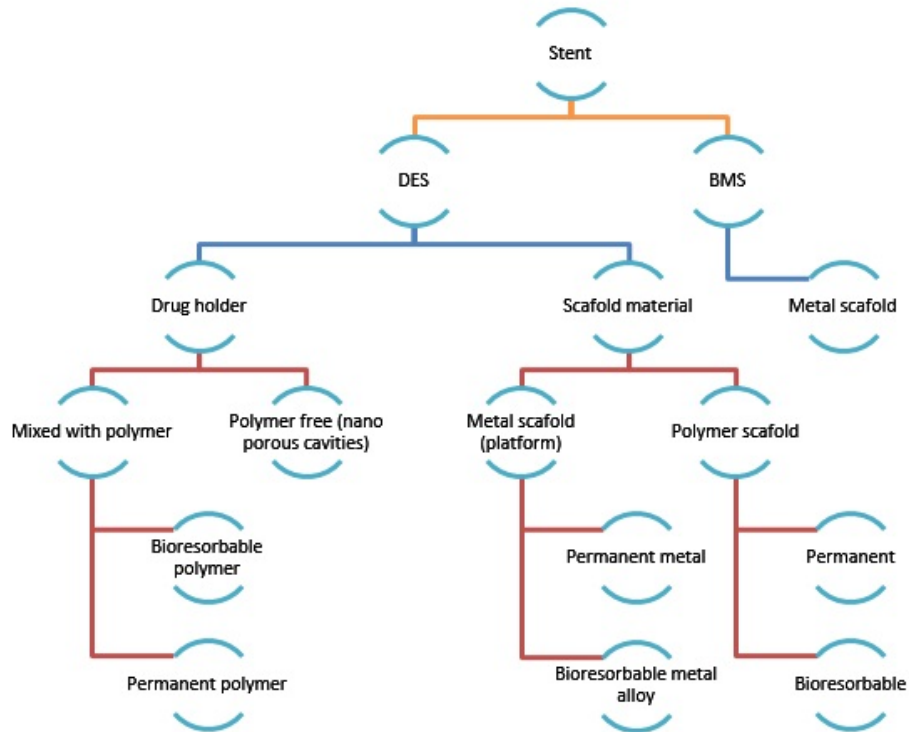 Stent
DES
BMS
Drug holder
Scafold material
Metal scafold
Mixed with polymer
Polymer free (nano
porous cavities)
Metal scafold
(platform)
Polymer scafold
Bioresorbable
polymer
Permanent metal
Permanent
Permanent polymer
Bioresorbable metal
alloy
Bioresorbable